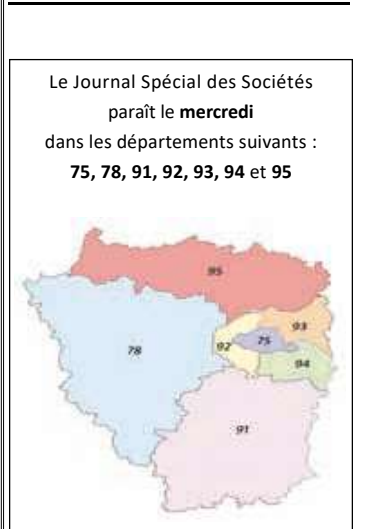 Le Journal Spécial des Sociétés
paraît le mercredi
dans les départements suivants :
75, 78, 91, 92, 93, 94 et 95
95
93
78
92
75
94
91